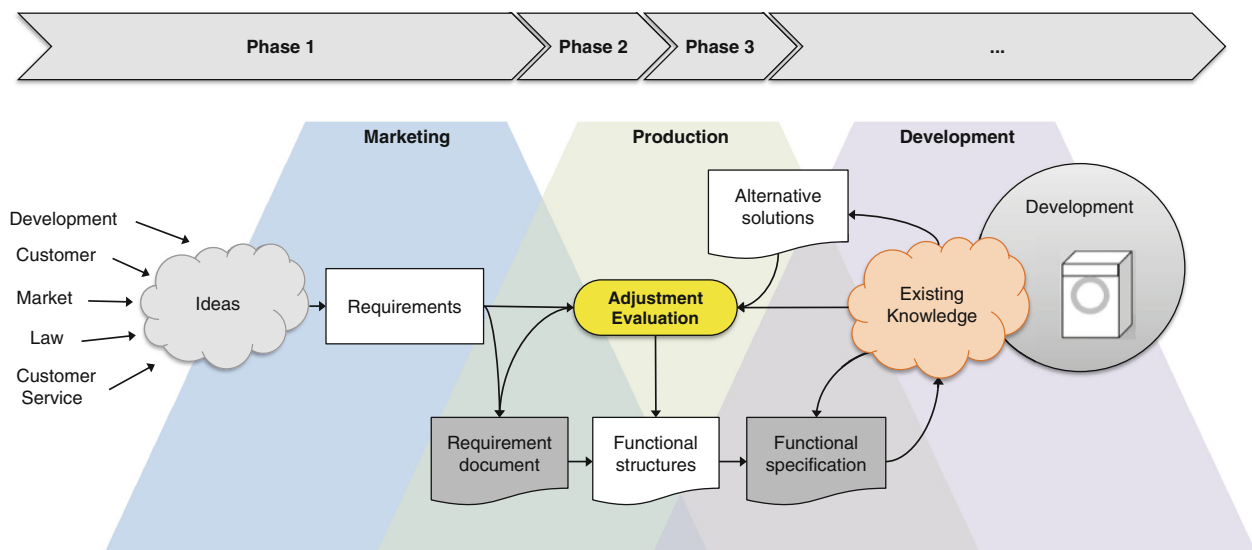 Phase 1
Phase 2
Phase 3
...
Marketing
Production
Development
Development
Customer
Market
Law
Customer
Service
Ideas
Requirements
Adjustment
Evaluation
Alternative
solutions
Existing
Knowledge
Development
Requirement
document
Functional
structures
Functional
specification